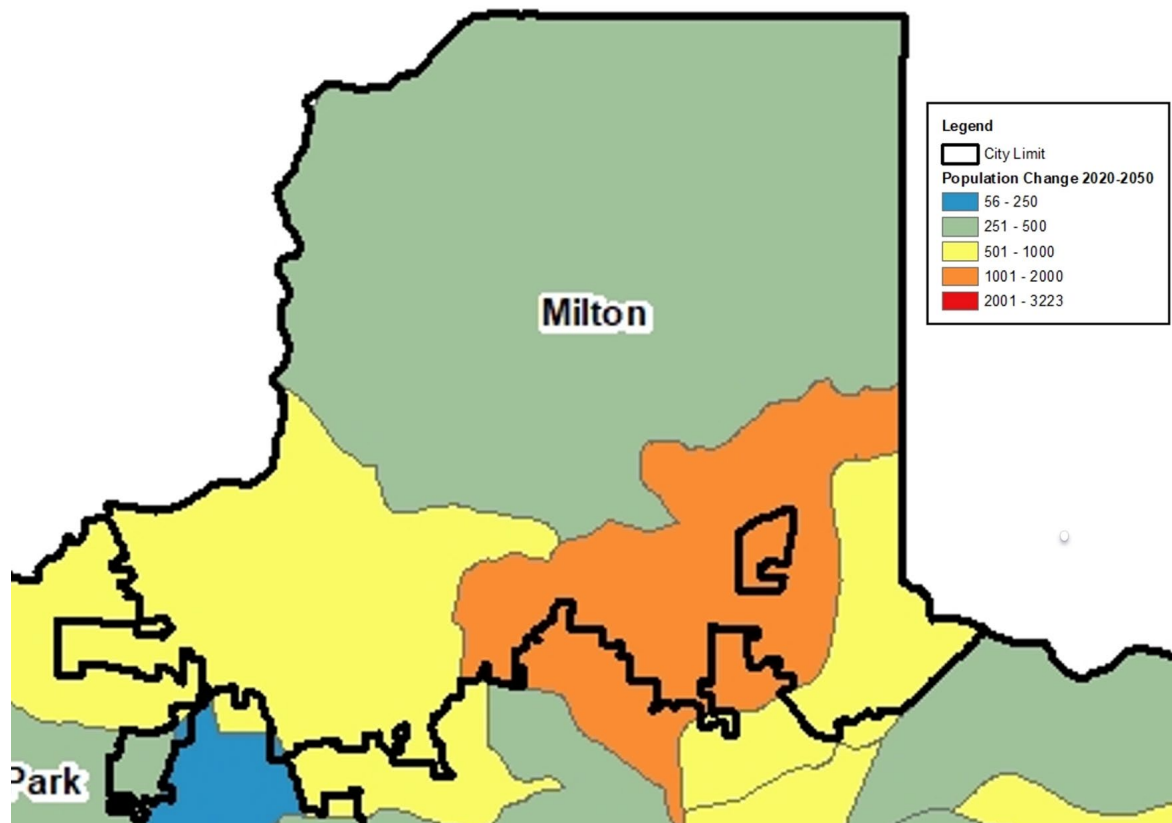 Legend
City Limit
Population Change 2020-2050
56 - 250
251 - 500
501 - 1000
1001 - 2000
2001 - 3223
Milton
Park